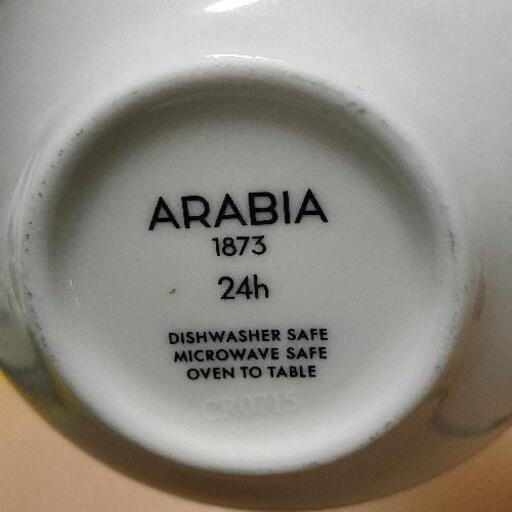 ARABIA
1873
24h
DISHWASHER SAFE
MICROWAVE SAFE
OVEN TO TABLE